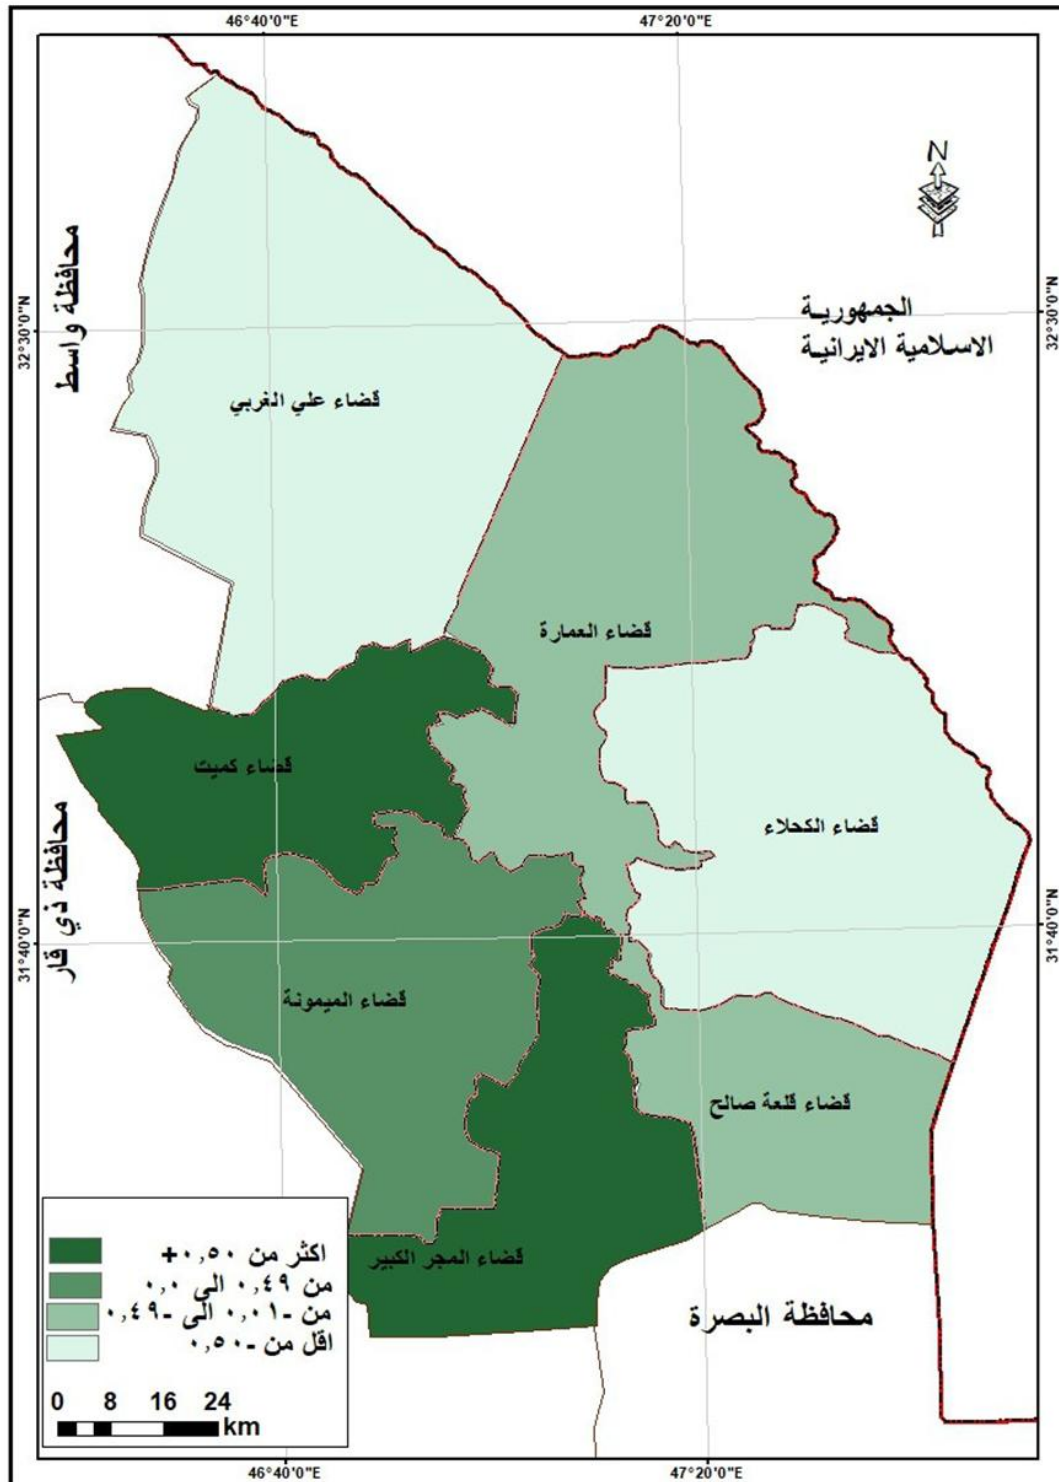 46°40'0"E
47°20'0"E
N
محافظة واسط
الجمهورية
الاسلامية الايرانية
32°30'0"N
32°30'0"N
قضاء علي الغربي
قضاء العمارة
قضاء كميت
قضاء الكحلاء
محافظة ذي قار
31°40'0"N
31°40'0"N
قضاء الميمونة
قضاء قلعة صالح
قضاء المجر الكبير
محافظة البصرة
اكثر من ٠,٥٠+
من ٠,٤٩ الى ٠,٠
من -٠,٠١ الى -٠,٤٩
اقل من -٠,٥٠
0 8 16 24
km
46°40'0"E
47°20'0"E